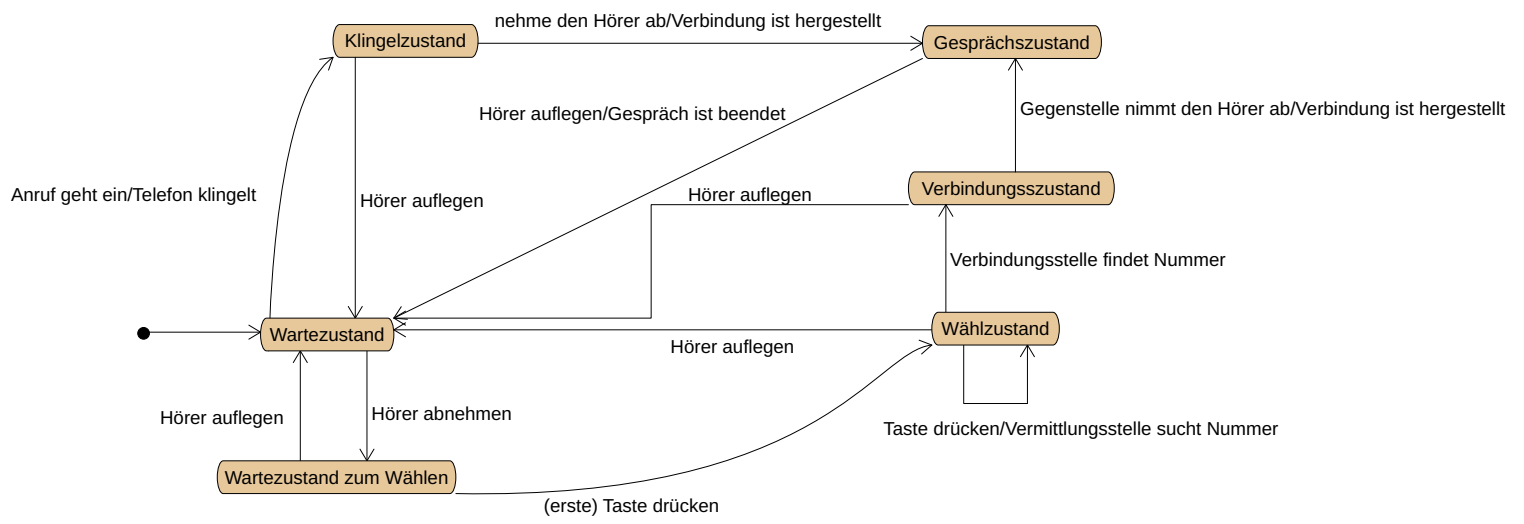 nehme den Hörer ab/Verbindung ist hergestellt
Klingelzustand
Gesprächszustand
Hörer auflegen/Gespräch ist beendet
Gegenstelle nimmt den Hörer ab/Verbindung ist hergestellt
Anruf geht ein/Telefon klingelt
Hörer auflegen
Hörer auflegen
Verbindungsszustand
Verbindungsstelle findet Nummer
Wartezustand
Wählzustand
Hörer auflegen
Hörer auflegen
Hörer abnehmen
Taste drücken/Vermittlungsstelle sucht Nummer
Wartezustand zum Wählen
(erste) Taste drücken